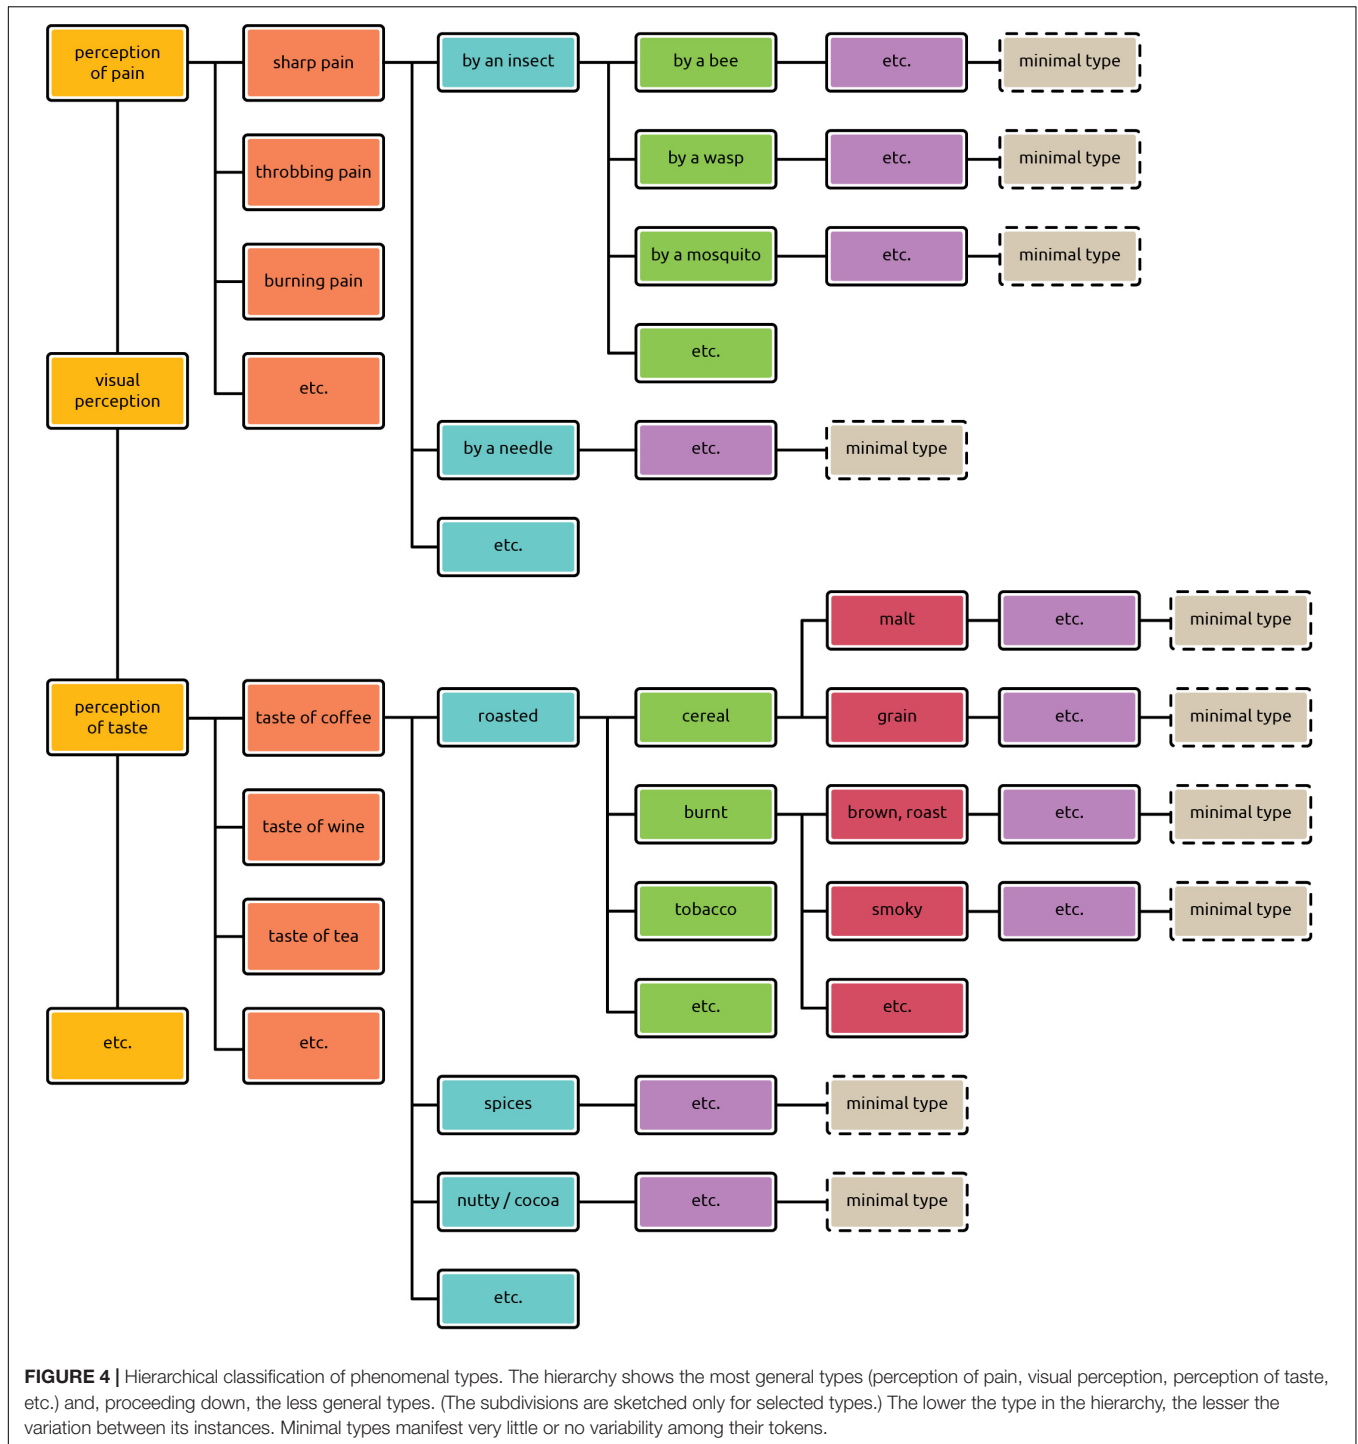 perception
of pain
sharp pain
by an insect
by a bee
etc.
minimal type
by a wasp
etc.
minimal type
throbbing pain
by a mosquito
etc.
minimal type
burning pain
etc.
visual
perception
etc.
by a needle
etc.
minimal type
etc.
malt
etc.
minimal type
perception
of taste
taste of coffee
roasted
cereal
grain
etc.
minimal type
taste of wine
burnt
brown, roast
etc.
minimal type
taste of tea
tobacco
smoky
etc.
minimal type
etc.
etc.
etc.
etc.
spices
etc.
minimal type
nutty / cocoa
etc.
minimal type
etc.
FIGURE 4 | Hierarchical classification of phenomenal types. The hierarchy shows the most general types (perception of pain, visual perception, perception of taste,
etc.) and, proceeding down, the less general types. (The subdivisions are sketched only for selected types.) The lower the type in the hierarchy, the lesser the
variation between its instances. Minimal types manifest very little or no variability among their tokens.